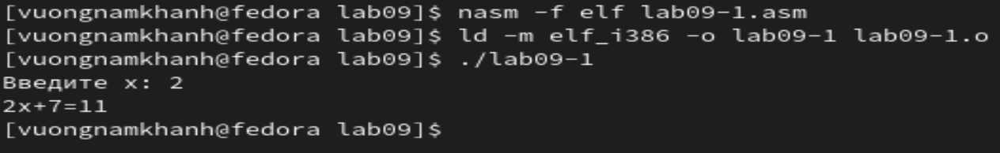 [vuongnamkhanh@fedora lab09]$ nasm -f elf lab09-1.asm
[vuongnamkhanh@fedora lab09]$ ld -m elf_i386 -o lab09-1 lab09-1.o
[vuongnamkhanh@fedora lab09]$ ./lab09-1
Введите x: 2
2x+7=11
[vuongnamkhanh@fedora lab09]$